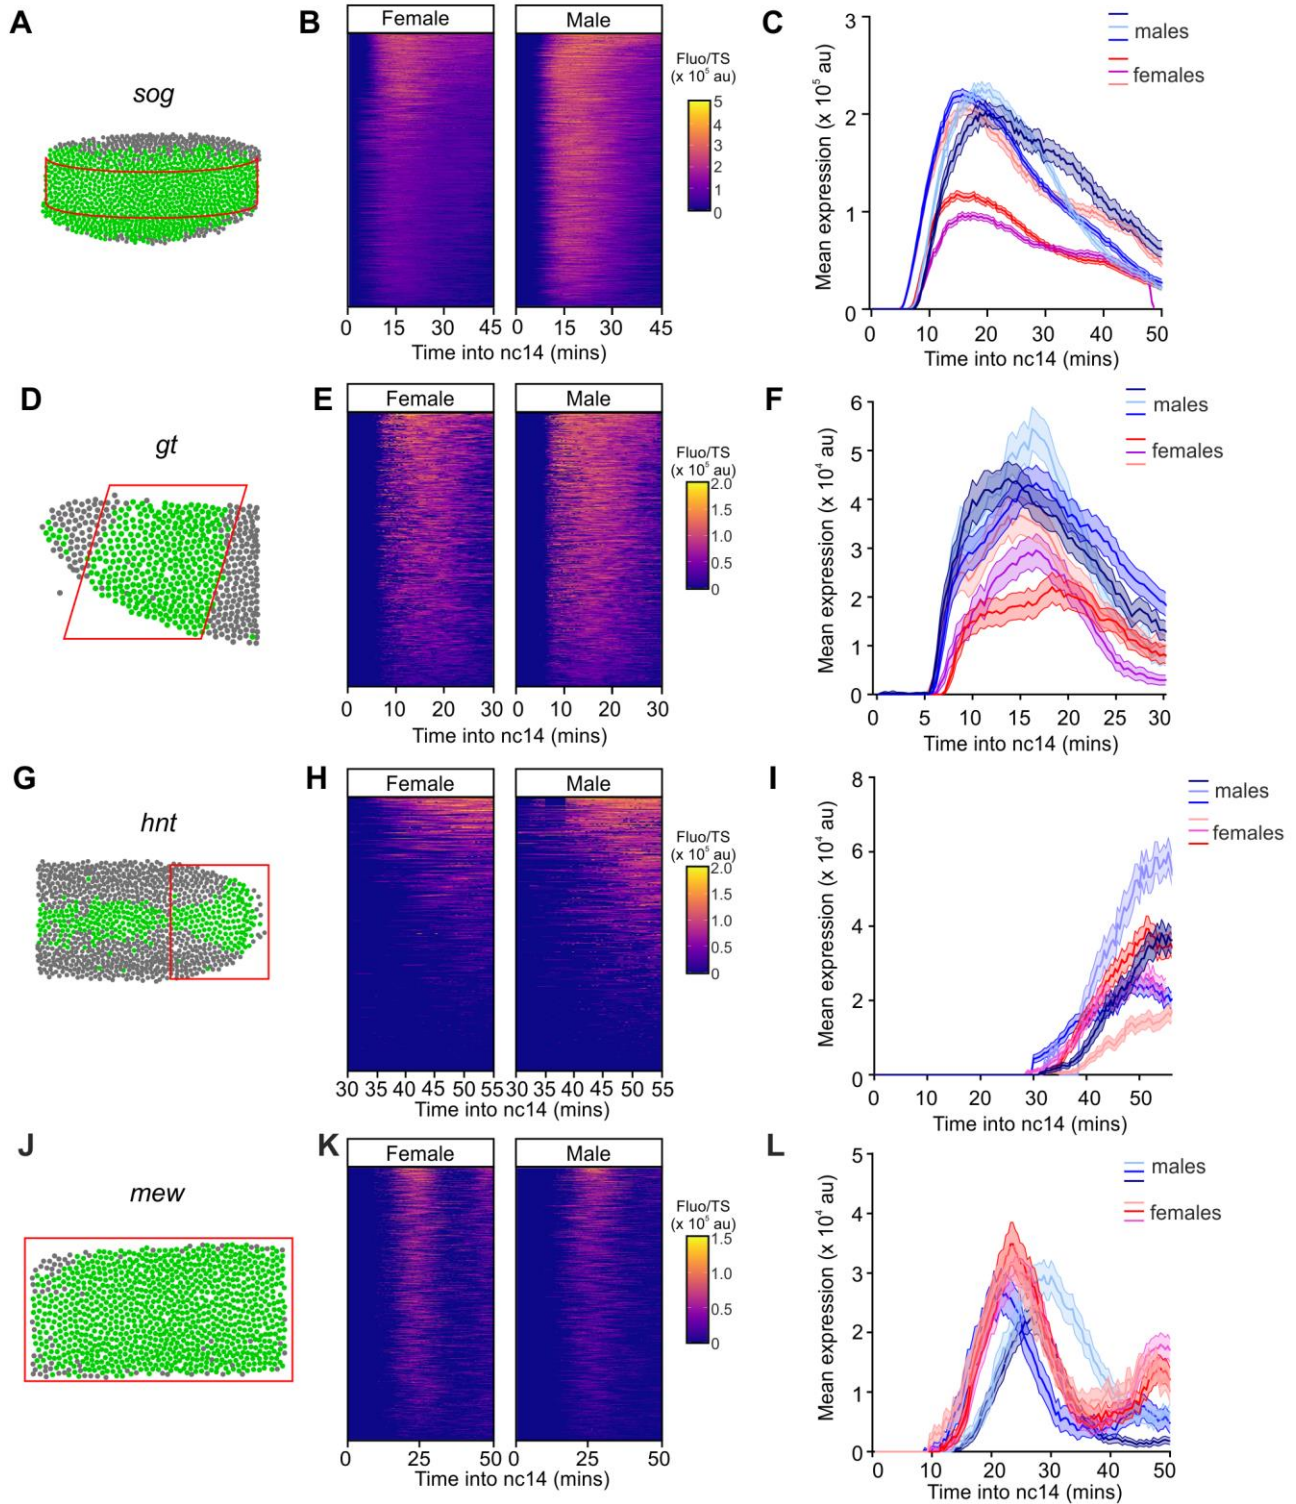 A
sog
B
Female
Male
Fluo/TS
(x 10⁵ au)
5
4
3
2
1
0
0 15 30 45 0 15 30 45
Time into nc14 (mins)
C
males
females
Mean expression (x 10⁵ au)
3
2
1
0
0 10 20 30 40 50
Time into nc14 (mins)
D
gt
E
Female
Male
Fluo/TS
(x 10⁵ au)
2.0
1.5
1.0
0.5
0
0 10 20 30 0 10 20 30
Time into nc14 (mins)
F
males
females
Mean expression (x 10⁴ au)
6
5
4
3
2
1
0
0 5 10 15 20 25 30
Time into nc14 (mins)
G
hnt
H
Female
Male
Fluo/TS
(x 10⁵ au)
2.0
1.5
1.0
0.5
0
30 35 40 45 50 55 30 35 40 45 50 55
Time into nc14 (mins)
I
males
females
Mean expression (x 10⁴ au)
8
6
4
2
0
0 10 20 30 40 50
Time into nc14 (mins)
J
mew
K
Female
Male
Fluo/TS
(x 10⁵ au)
1.5
1.0
0.5
0
0 25 50 0 25 50
Time into nc14 (mins)
L
males
females
Mean expression (x 10⁴ au)
5
4
3
2
1
0
0 10 20 30 40 50
Time into nc14 (mins)